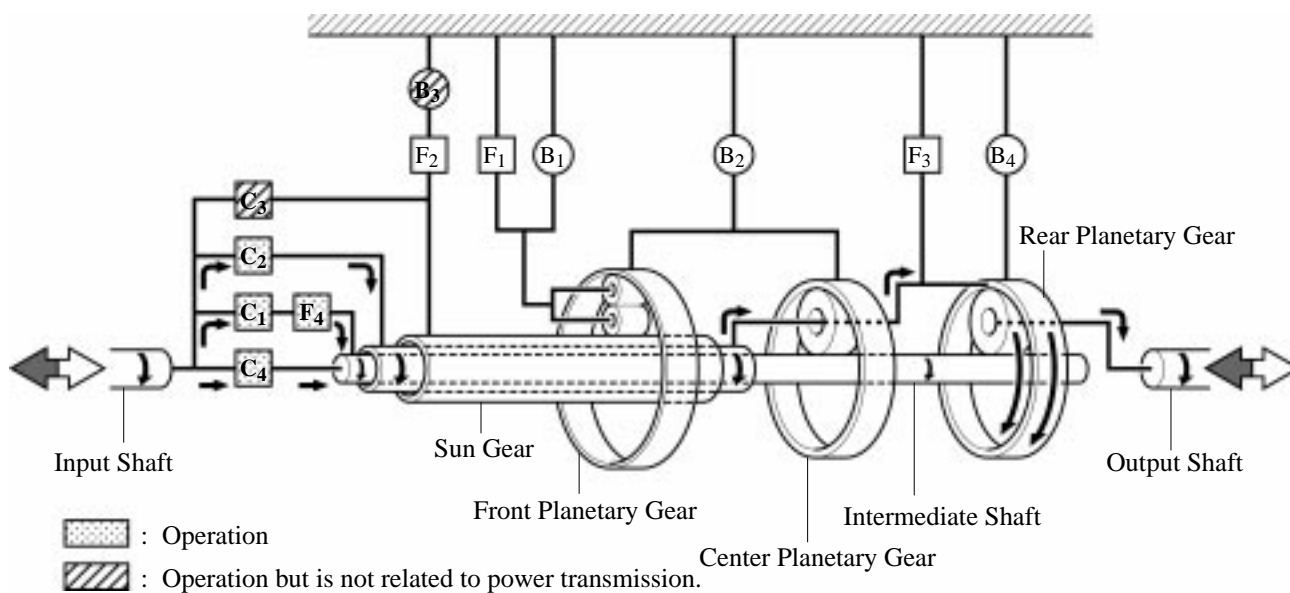 B3
F2
F1
B1
B2
F3
B4
C3
C2
C1
F4
C4
Rear Planetary Gear
Sun Gear
Input Shaft
Output Shaft
Front Planetary Gear
Intermediate Shaft
Center Planetary Gear
: Operation
: Operation but is not related to power transmission.